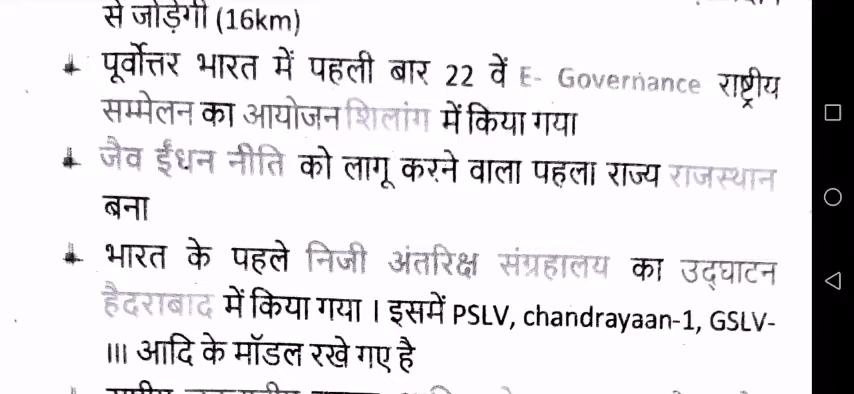 से जोड़ेगी (16km)
पूर्वोत्तर भारत में पहली बार 22 वें E- Governance राष्ट्रीय
सम्मेलन का आयोजन शिलांग में किया गया
जैव ईंधन नीति को लागू करने वाला पहला राज्य राजस्थान
बना
भारत के पहले निजी अंतरिक्ष संग्रहालय का उद्घाटन
हैदराबाद में किया गया । इसमें PSLV, chandrayaan-1, GSLV-
III आदि के मॉडल रखे गए है